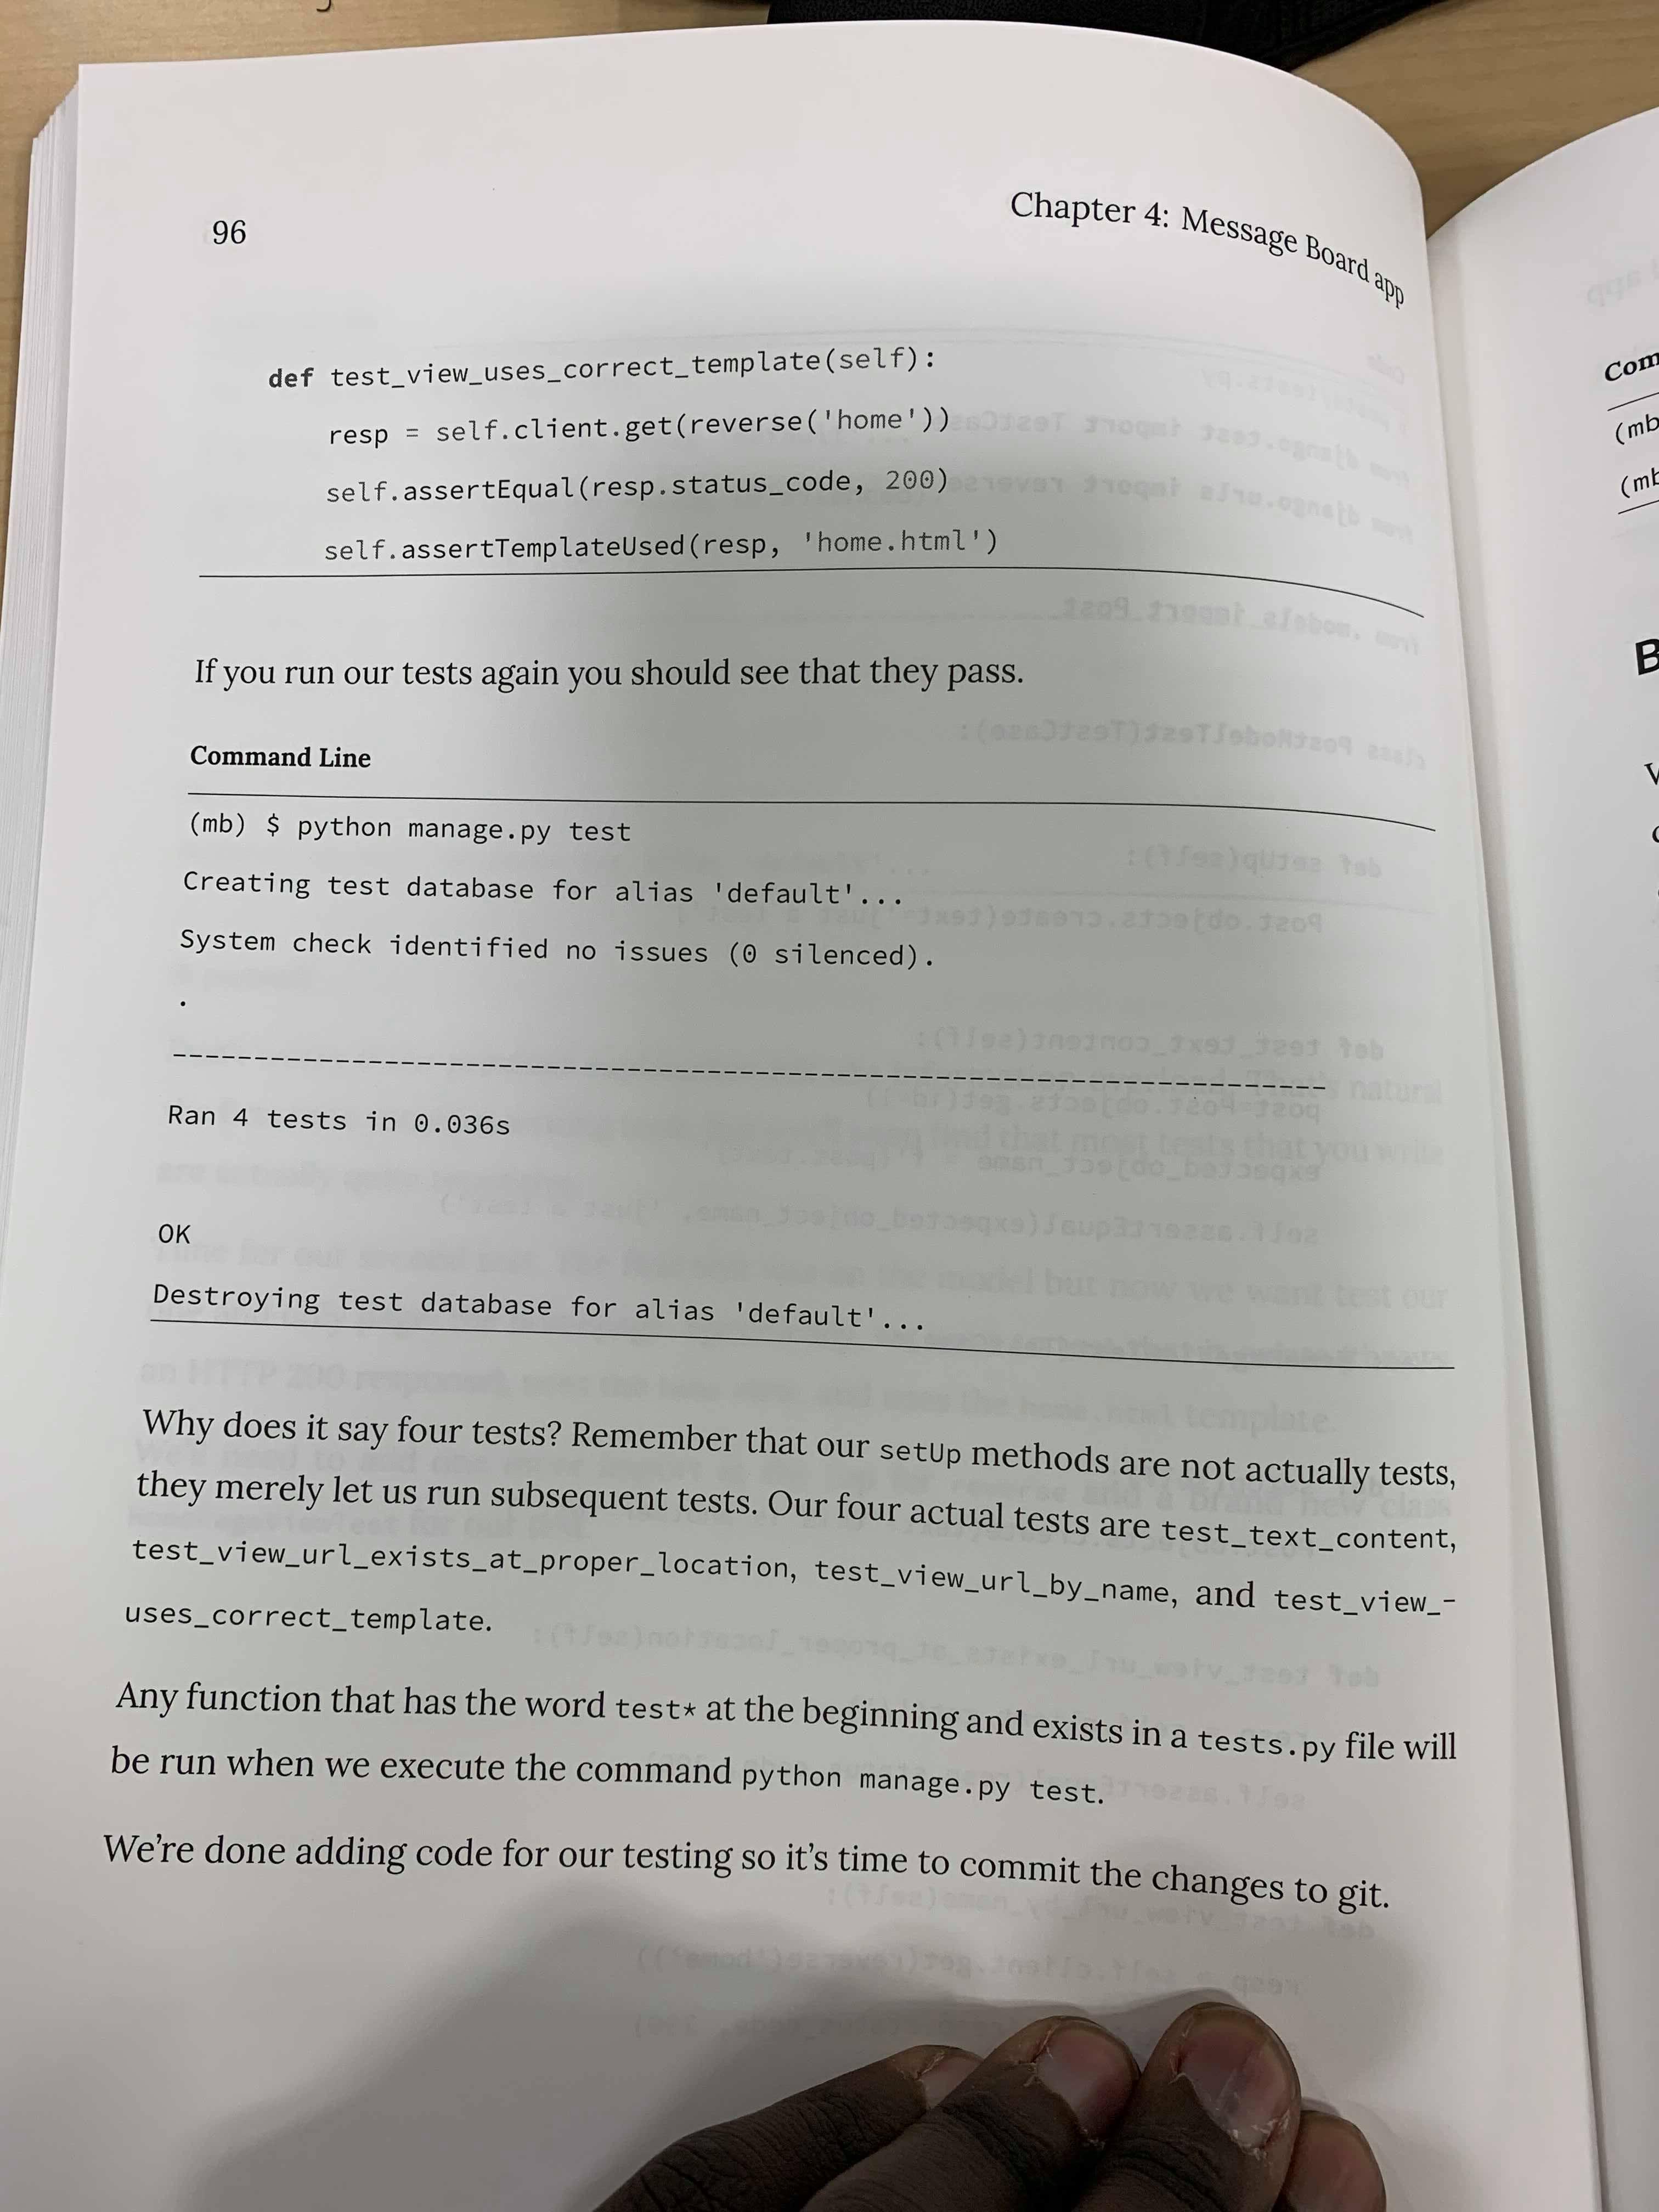 96
Chapter 4: Message Board app
def test_view_uses_correct_template(self):
resp = self.client.get(reverse('home'))
self.assertEqual(resp.status_code, 200)
self.assertTemplateUsed(resp, 'home.html')
If you run our tests again you should see that they pass.
Command Line
(mb) $ python manage.py test
Creating test database for alias 'default'...
System check identified no issues (0 silenced).
.
----------------------------------------------------------------------
Ran 4 tests in 0.036s
OK
Destroying test database for alias 'default'...
Why does it say four tests? Remember that our setUp methods are not actually tests,
they merely let us run subsequent tests. Our four actual tests are test_text_content,
test_view_url_exists_at_proper_location, test_view_url_by_name, and test_view_-
uses_correct_template.
Any function that has the word test* at the beginning and exists in a tests.py file will
be run when we execute the command python manage.py test.
We're done adding code for our testing so it's time to commit the changes to git.
Com
(mb
(mb
B